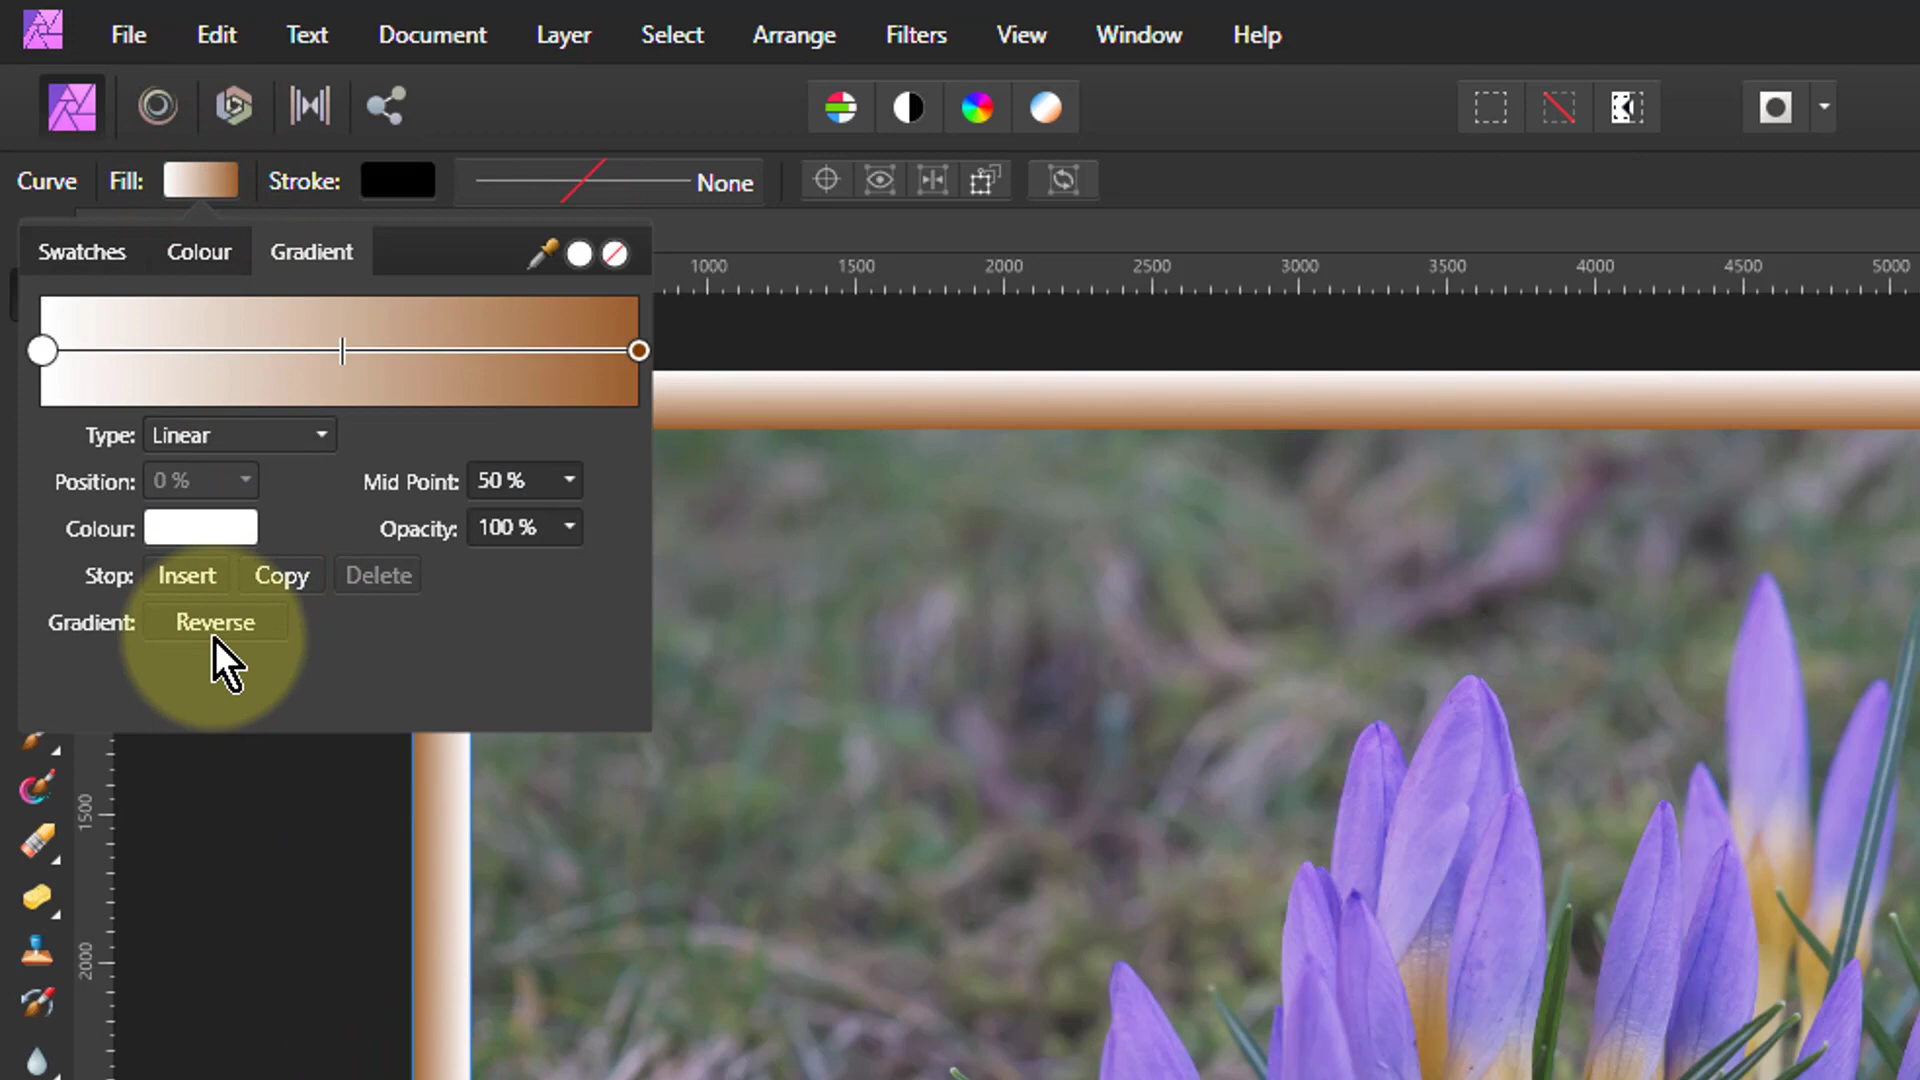 File Edit Text Document Layer Select Arrange Filters View Window Help
Curve Fill: Stroke: None
Swatches Colour Gradient
1000 1500 2000 2500 3000 3500 4000 4500 5000
Type: Linear
Position: 0 % Mid Point: 50 %
Colour: Opacity: 100 %
Stop: Insert Copy Delete
Gradient: Reverse
1500
2000